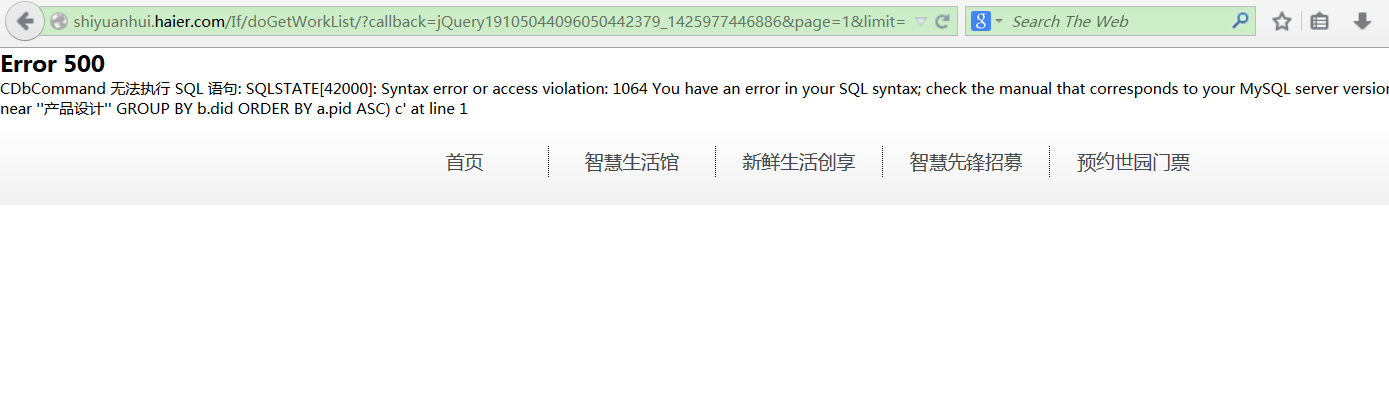 shiyuanhui.haier.com/If/doGetWorkList/?callback=jQuery19105044096050442379_1425977446886&page=1&limit=
Search The Web
Error 500
CDbCommand 无法执行 SQL 语句: SQLSTATE[42000]: Syntax error or access violation: 1064 You have an error in your SQL syntax; check the manual that corresponds to your MySQL server version
near ''产品设计'' GROUP BY b.did ORDER BY a.pid ASC) c' at line 1
首页 智慧生活馆 新鲜生活创享 智慧先锋招募 预约世园门票